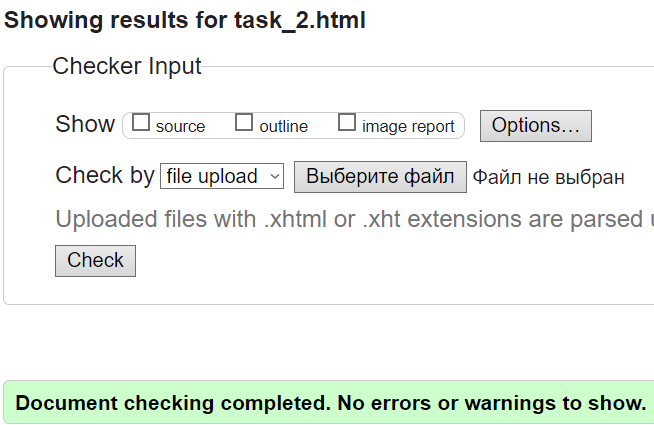 Showing results for task_2.html
Checker Input
Show source outline image report Options...
Check by file upload Выберите файл Файл не выбран
Uploaded files with .xhtml or .xht extensions are parsed
Check
Document checking completed. No errors or warnings to show.